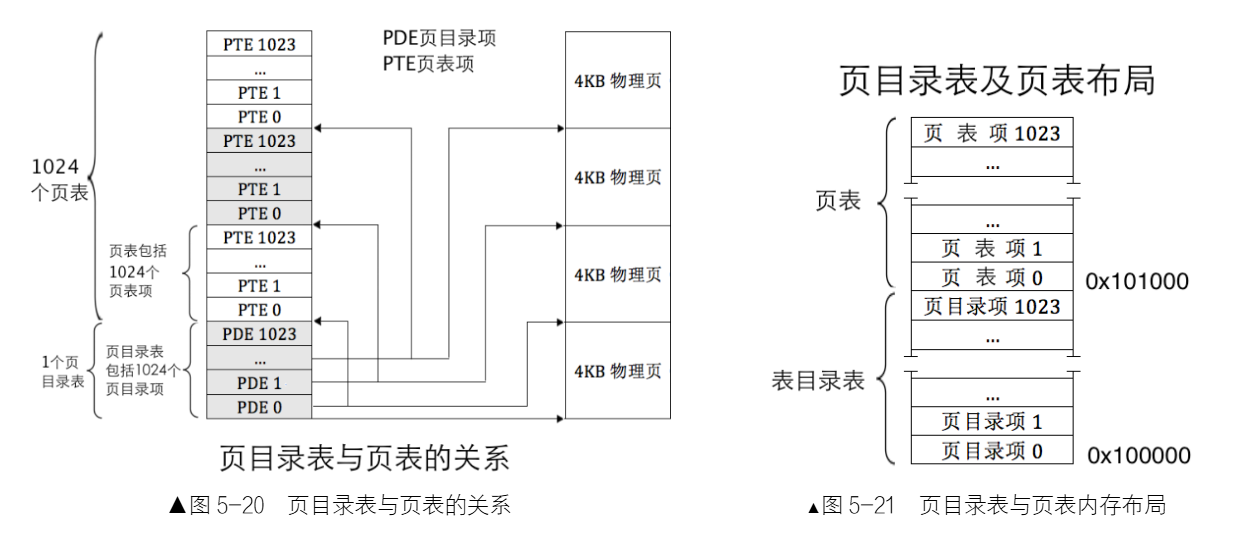 PTE 1023
...
PTE 1
PTE 0
PTE 1023
...
PTE 1
PTE 0
PTE 1023
...
PTE 1
PTE 0
PDE 1023
...
PDE 1
PDE 0
1024
个页表
页表包括
1024个
页表项
1个页
目录表
页目录表
包括1024个
页目录项
PDE页目录项
PTE页表项
4KB 物理页
4KB 物理页
4KB 物理页
4KB 物理页
页目录表与页表的关系
▲图 5-20 页目录表与页表的关系
页目录表及页表布局
页 表 项 1023
...
...
页 表 项 1
页 表 项 0
0x101000
页目录项 1023
...
...
页目录项 1
页目录项 0
0x100000
页表
表目录表
▲图 5-21 页目录表与页表内存布局